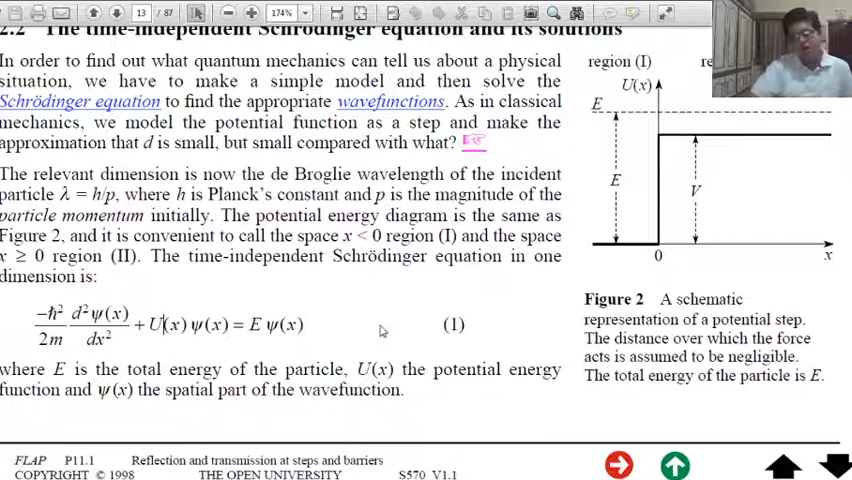 13 / 87
174%
2.2 The time-independent Schrödinger equation and its solutions
In order to find out what quantum mechanics can tell us about a physical
situation, we have to make a simple model and then solve the
Schrödinger equation to find the appropriate wavefunctions. As in classical
mechanics, we model the potential function as a step and make the
approximation that d is small, but small compared with what?
The relevant dimension is now the de Broglie wavelength of the incident
particle λ = h/p, where h is Planck's constant and p is the magnitude of the
particle momentum initially. The potential energy diagram is the same as
Figure 2, and it is convenient to call the space x < 0 region (I) and the space
x ≥ 0 region (II). The time-independent Schrödinger equation in one
dimension is:
−ℏ²/2m d²ψ(x)/dx² + U(x) ψ(x) = E ψ(x) (1)
where E is the total energy of the particle, U(x) the potential energy
function and ψ(x) the spatial part of the wavefunction.
region (I)
U(x)
E
E
V
0
x
Figure 2 A schematic
representation of a potential step.
The distance over which the force
acts is assumed to be negligible.
The total energy of the particle is E.
FLAP P11.1 Reflection and transmission at steps and barriers
COPYRIGHT © 1998 THE OPEN UNIVERSITY S570 V1.1